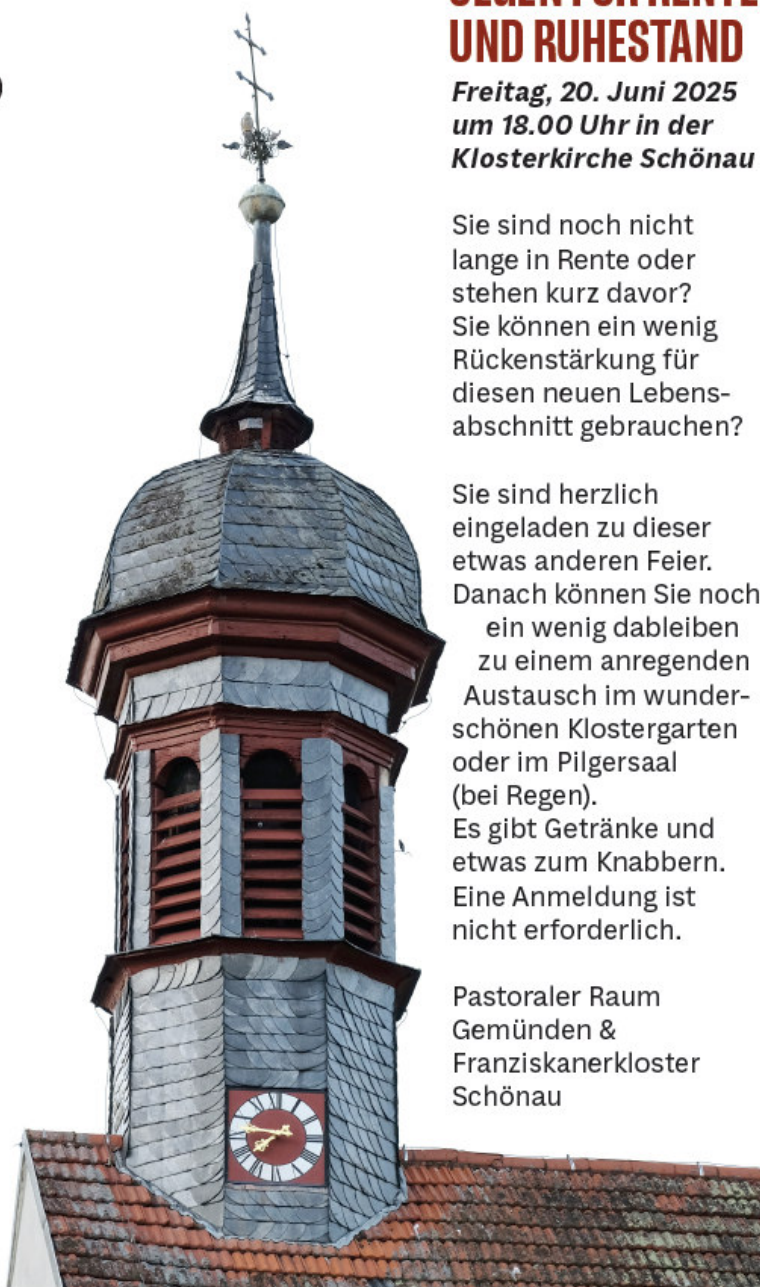 SEGEN FÜR RENTE
UND RUHESTAND
Freitag, 20. Juni 2025
um 18.00 Uhr in der
Klosterkirche Schönau
Sie sind noch nicht
lange in Rente oder
stehen kurz davor?
Sie können ein wenig
Rückenstärkung für
diesen neuen Lebens-
abschnitt gebrauchen?
Sie sind herzlich
eingeladen zu dieser
etwas anderen Feier.
Danach können Sie noch
ein wenig dableiben
zu einem anregenden
Austausch im wunder-
schönen Klostergarten
oder im Pilgersaal
(bei Regen).
Es gibt Getränke und
etwas zum Knabbern.
Eine Anmeldung ist
nicht erforderlich.
Pastoraler Raum
Gemünden &
Franziskanerkloster
Schönau